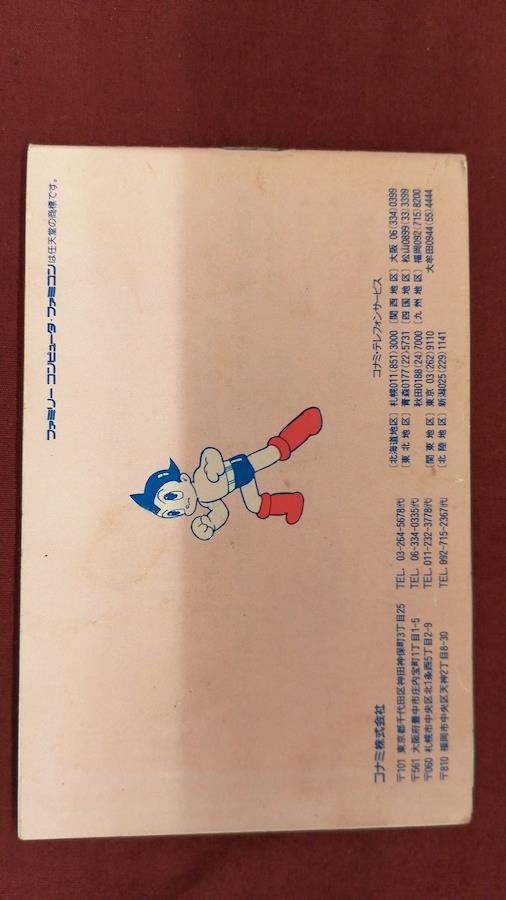 ファミリー コンピュータ・ファミコンは任天堂の商標です。
コナミ・テレフォンサービス
〔北海道地区〕 札幌011(851)3000 〔関西地区〕 大阪 06(334)0399
〔東北地区〕 青森0177(22)5731 〔四国地区〕 松山0899(33)3399
秋田0188(24)7000 〔九州地区〕 福岡092(715)8200
〔関東地区〕 東京 03(262)9110 大牟田0944(55)4444
〔北陸地区〕 新潟025(229)1141
コナミ株式会社
〒101 東京都千代田区神田神保町3丁目25 TEL. 03-264-5678㈹
〒561 大阪府豊中市庄内宝町1丁目1-5 TEL. 06-334-0335㈹
〒060 札幌市中央区北1条西5丁目2-9 TEL. 011-232-3778㈹
〒810 福岡市中央区天神2丁目8-30 TEL. 092-715-2367㈹